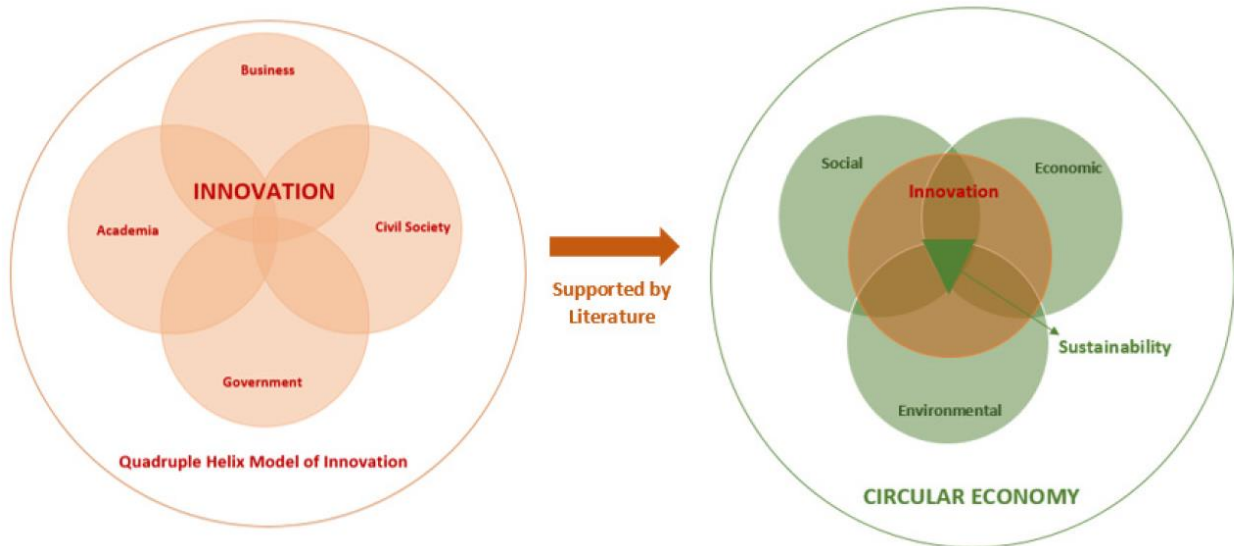 Business
INNOVATION
Academia
Civil Society
Government
Quadruple Helix Model of Innovation
Supported by
Literature
Social
Economic
Innovation
Sustainability
Environmental
CIRCULAR ECONOMY